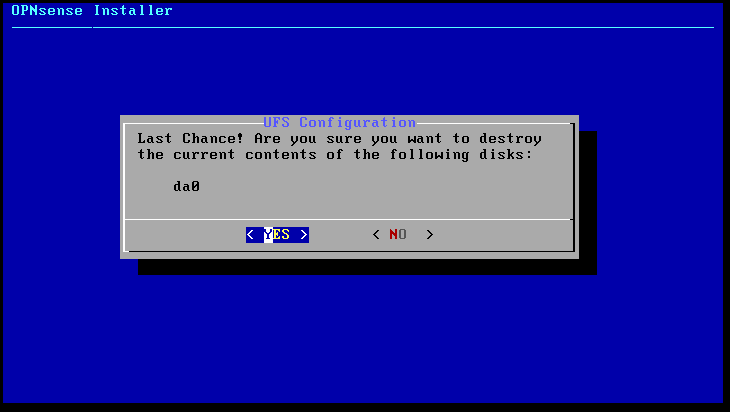 OPNsense Installer
UFS Configuration
Last Chance! Are you sure you want to destroy
the current contents of the following disks:
da0
< YES > < NO >